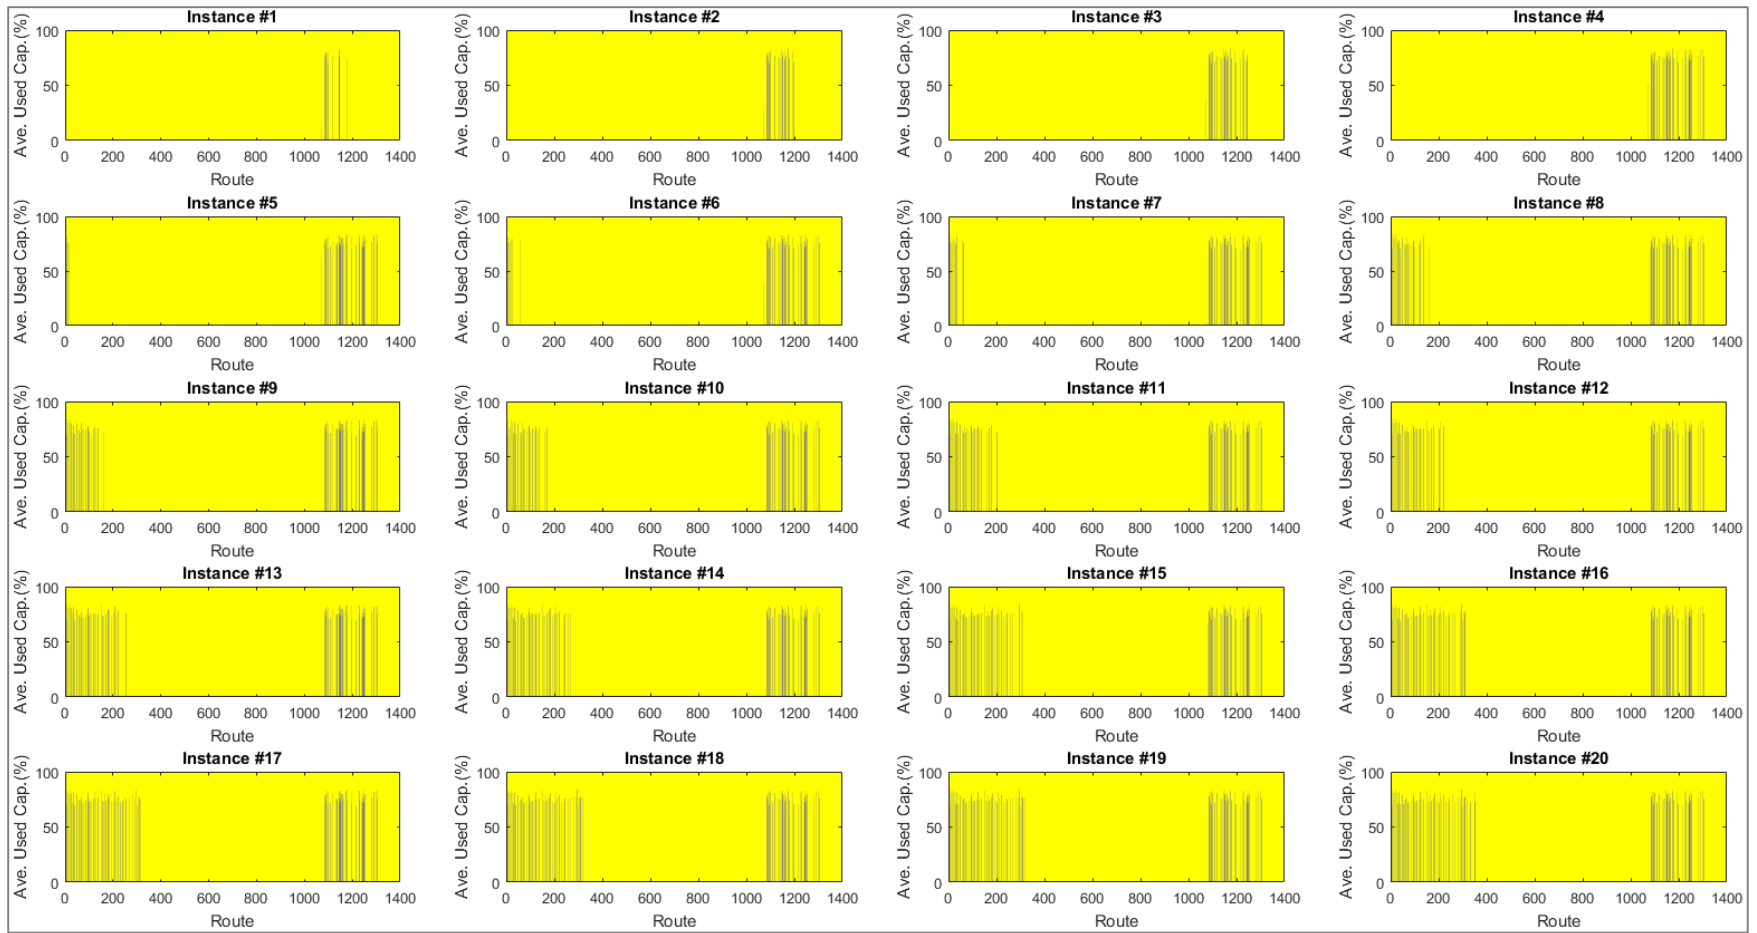 Instance #1
Ave. Used Cap.(%)
100
50
0
0 200 400 600 800 1000 1200 1400
Route
Instance #2
Ave. Used Cap.(%)
100
50
0
0 200 400 600 800 1000 1200 1400
Route
Instance #3
Ave. Used Cap.(%)
100
50
0
0 200 400 600 800 1000 1200 1400
Route
Instance #4
Ave. Used Cap.(%)
100
50
0
0 200 400 600 800 1000 1200 1400
Route
Instance #5
Ave. Used Cap.(%)
100
50
0
0 200 400 600 800 1000 1200 1400
Route
Instance #6
Ave. Used Cap.(%)
100
50
0
0 200 400 600 800 1000 1200 1400
Route
Instance #7
Ave. Used Cap.(%)
100
50
0
0 200 400 600 800 1000 1200 1400
Route
Instance #8
Ave. Used Cap.(%)
100
50
0
0 200 400 600 800 1000 1200 1400
Route
Instance #9
Ave. Used Cap.(%)
100
50
0
0 200 400 600 800 1000 1200 1400
Route
Instance #10
Ave. Used Cap.(%)
100
50
0
0 200 400 600 800 1000 1200 1400
Route
Instance #11
Ave. Used Cap.(%)
100
50
0
0 200 400 600 800 1000 1200 1400
Route
Instance #12
Ave. Used Cap.(%)
100
50
0
0 200 400 600 800 1000 1200 1400
Route
Instance #13
Ave. Used Cap.(%)
100
50
0
0 200 400 600 800 1000 1200 1400
Route
Instance #14
Ave. Used Cap.(%)
100
50
0
0 200 400 600 800 1000 1200 1400
Route
Instance #15
Ave. Used Cap.(%)
100
50
0
0 200 400 600 800 1000 1200 1400
Route
Instance #16
Ave. Used Cap.(%)
100
50
0
0 200 400 600 800 1000 1200 1400
Route
Instance #17
Ave. Used Cap.(%)
100
50
0
0 200 400 600 800 1000 1200 1400
Route
Instance #18
Ave. Used Cap.(%)
100
50
0
0 200 400 600 800 1000 1200 1400
Route
Instance #19
Ave. Used Cap.(%)
100
50
0
0 200 400 600 800 1000 1200 1400
Route
Instance #20
Ave. Used Cap.(%)
100
50
0
0 200 400 600 800 1000 1200 1400
Route